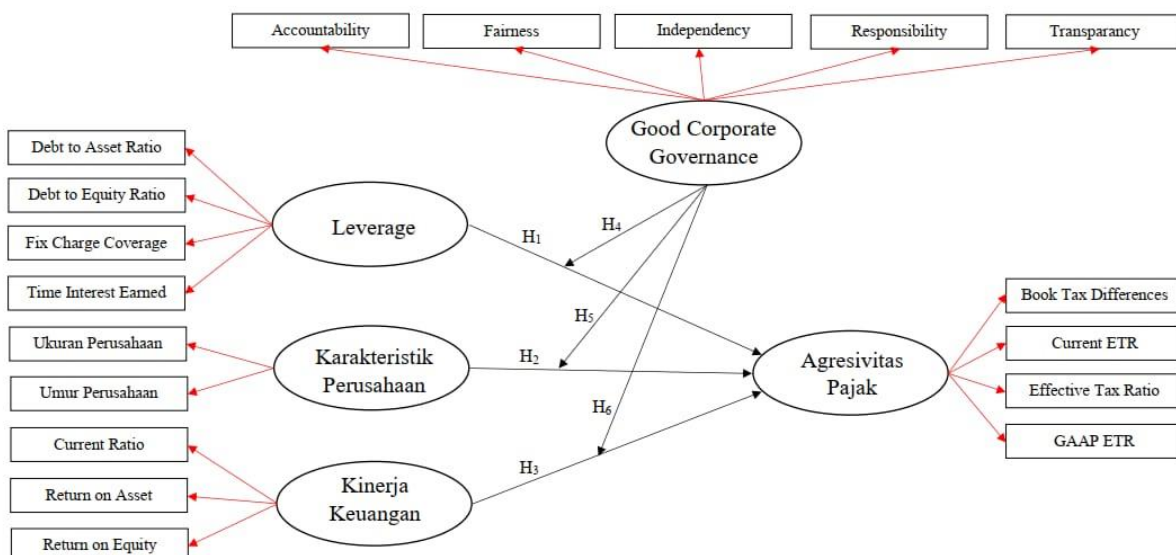 Accountability
Fairness
Independency
Responsibility
Transparancy
Good Corporate
Governance
Debt to Asset Ratio
Debt to Equity Ratio
Fix Charge Coverage
Time Interest Earned
Leverage
H1
H4
Ukuran Perusahaan
Umur Perusahaan
Karakteristik
Perusahaan
H5
H2
Current Ratio
Return on Asset
Return on Equity
Kinerja
Keuangan
H6
H3
Agresivitas
Pajak
Book Tax Differences
Current ETR
Effective Tax Ratio
GAAP ETR